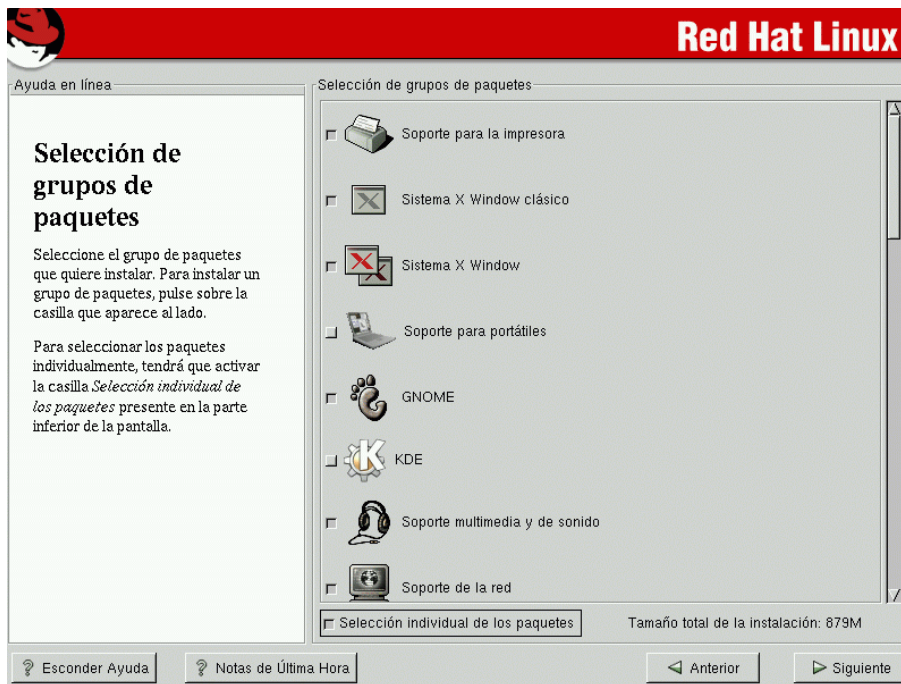 Red Hat Linux
Ayuda en línea
Selección de
grupos de
paquetes
Seleccione el grupo de paquetes
que quiere instalar. Para instalar un
grupo de paquetes, pulse sobre la
casilla que aparece al lado.
Para seleccionar los paquetes
individualmente, tendrá que activar
la casilla Selección individual de
los paquetes presente en la parte
inferior de la pantalla.
Selección de grupos de paquetes
Soporte para la impresora
Sistema X Window clásico
Sistema X Window
Soporte para portátiles
GNOME
KDE
Soporte multimedia y de sonido
Soporte de la red
Selección individual de los paquetes
Tamaño total de la instalación: 879M
Esconder Ayuda
Notas de Última Hora
Anterior
Siguiente